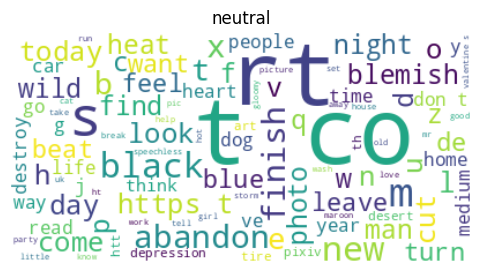 neutral
run
today
heat
x
people
night
o
y
valentine s
car
c
want
rt
wild
b
feel
t
f
heart
v
blemish
picture
set
go
cat
find
s
t
co
gloomy
time
away
house
don t
take
pic
d
z
good
g
look
art
q
th
mr
destroy
beat
break
help
hot
dog
old
de
h
life
black
finish
u
home
speechless
blue
photo
wash
w
n
love
l
medium
j
think
way
uk
ht
day
https t
leave
m
maroon
desert
cut
read
p
girl
storm
ve
year
man
work
tell
come
htt
abandon
e
new
turn
party
depression
tire
pixiv
little
know